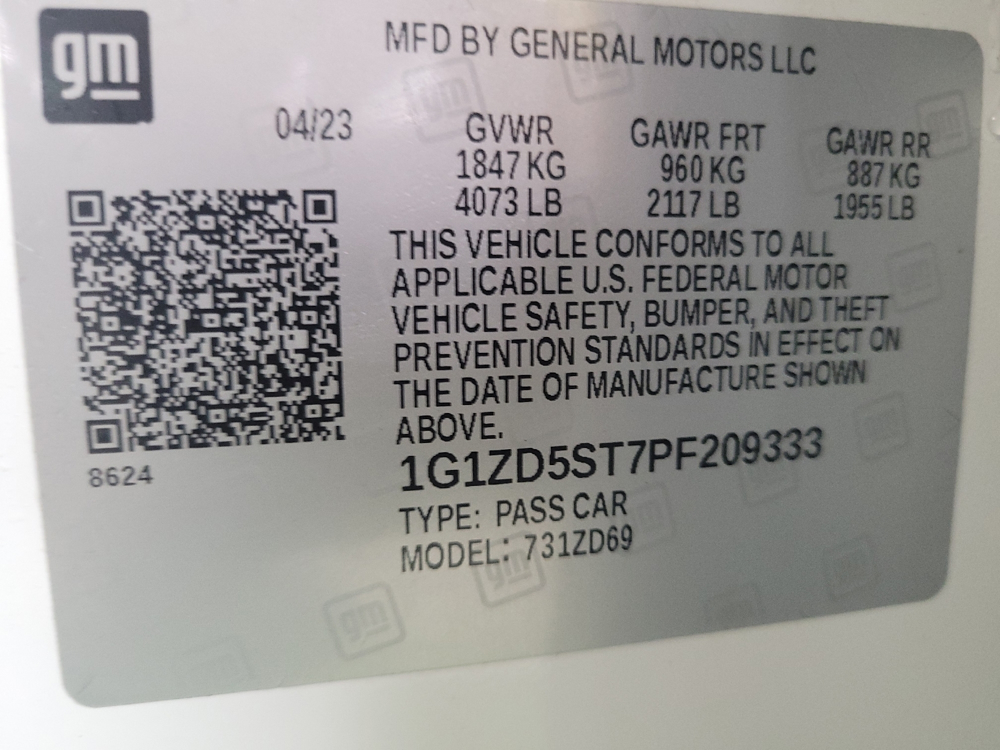 gm
MFD BY GENERAL MOTORS LLC
04/23 GVWR GAWR FRT GAWR RR
1847 KG 960 KG 887 KG
4073 LB 2117 LB 1955 LB
THIS VEHICLE CONFORMS TO ALL
APPLICABLE U.S. FEDERAL MOTOR
VEHICLE SAFETY, BUMPER, AND THEFT
PREVENTION STANDARDS IN EFFECT ON
THE DATE OF MANUFACTURE SHOWN
ABOVE.
8624
1G1ZD5ST7PF209333
TYPE: PASS CAR
MODEL: 731ZD69